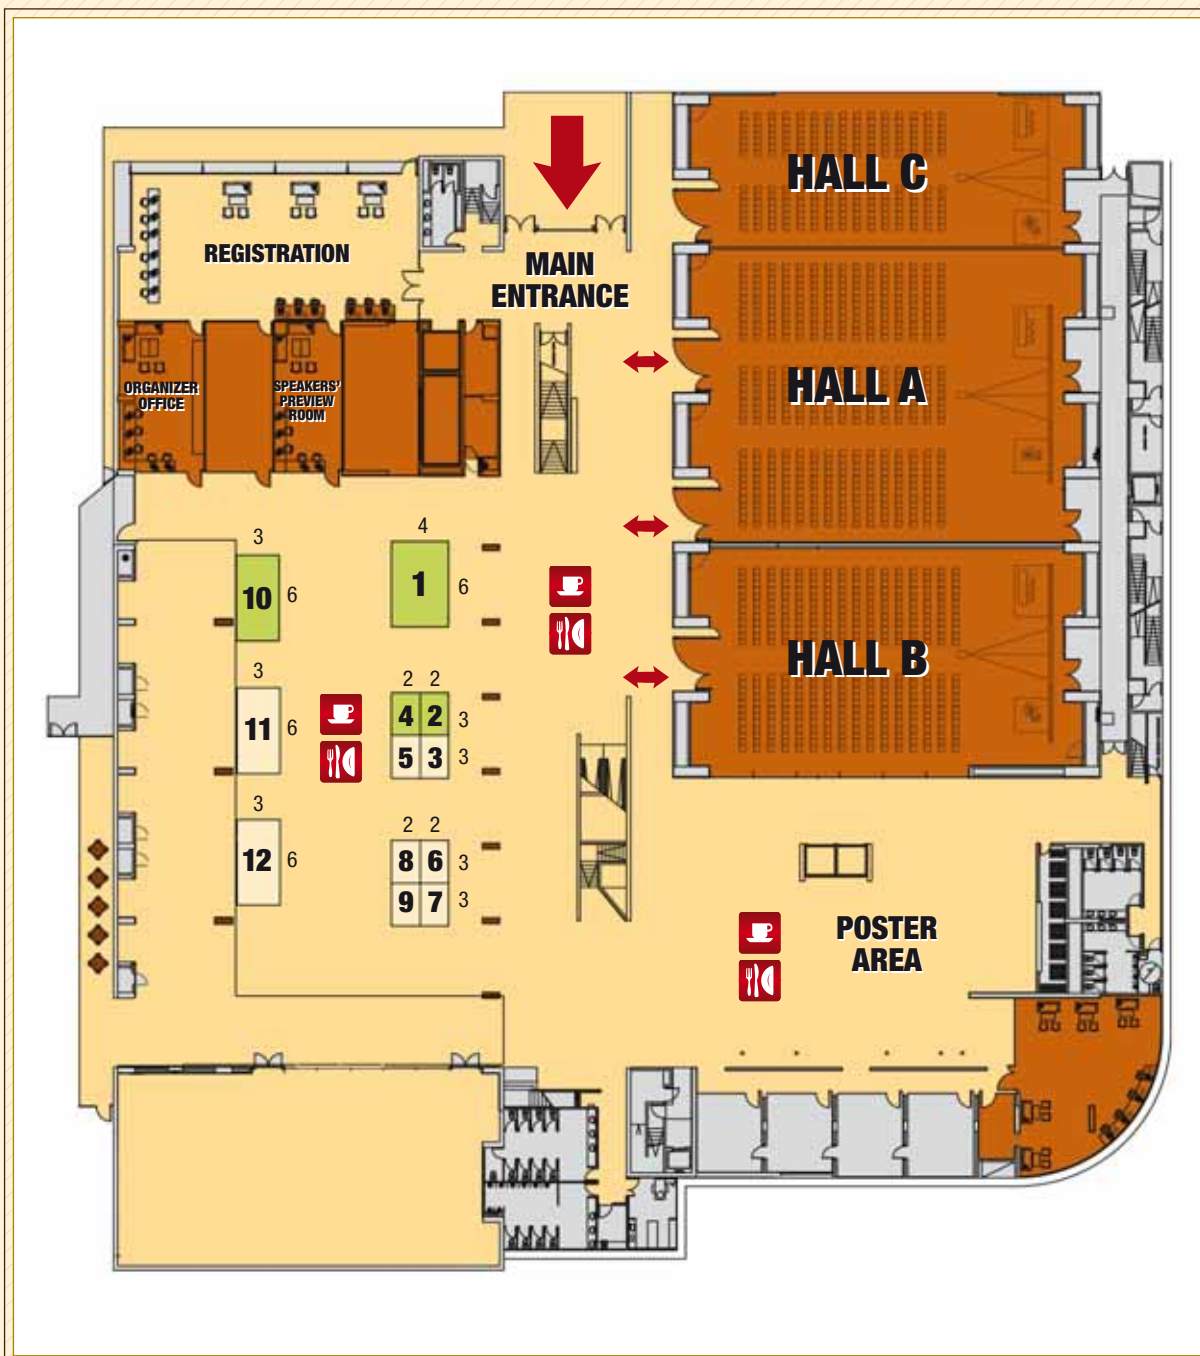 HALL C
REGISTRATION
MAIN
ENTRANCE
HALL A
ORGANIZER
OFFICE
SPEAKERS'
PREVIEW
ROOM
3
4
10
6
1
6
HALL B
3
2 2
11
6
4 2
3
5 3
3
3
2 2
12
6
8 6
3
9 7
3
POSTER
AREA